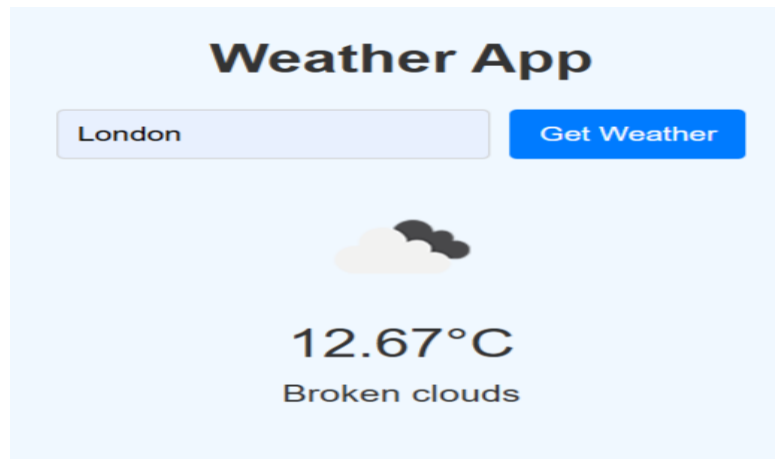 Weather App
London
Get Weather
12.67°C
Broken clouds